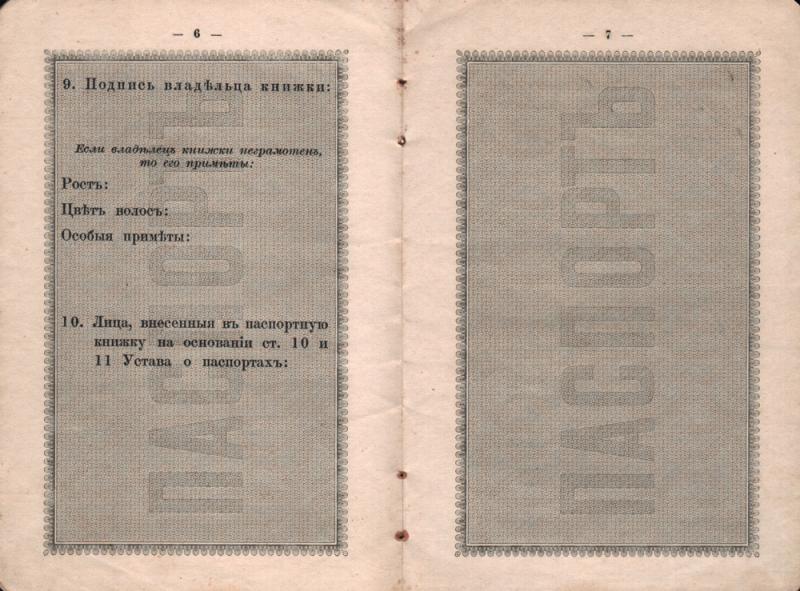 — 6 —
9. Подпись владѣльца книжки:
Если владѣлецъ книжки неграмотенъ,
то его примѣты:
Ростъ:
Цвѣтъ волосъ:
Особыя примѣты:
10. Лица, внесенныя въ паспортную
книжку на основаніи ст. 10 и
11 Устава о паспортахъ:
ПАСПОРТЪ
— 7 —
ПАСПОРТЪ